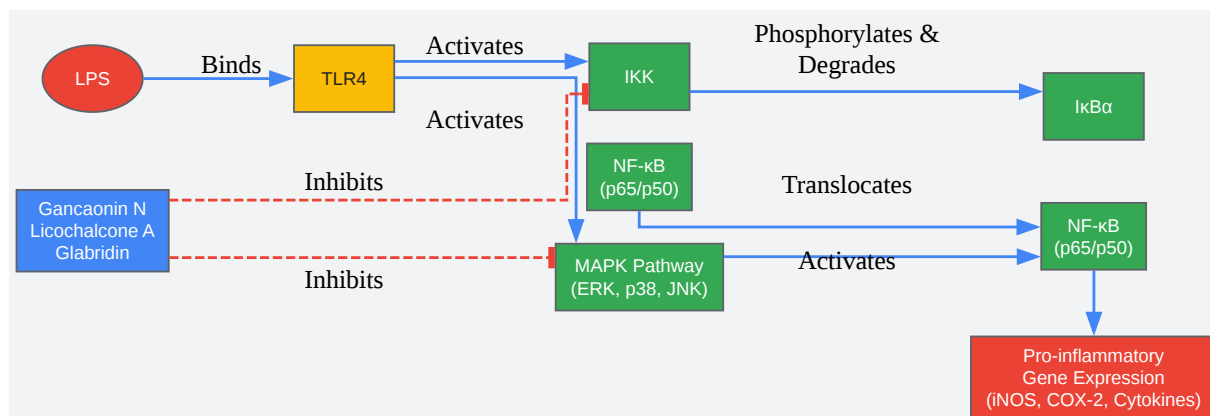 LPS
Binds
TLR4
Activates
Activates
IKK
Phosphorylates &
Degrades
IκBα
NF-κB
(p65/p50)
Translocates
Gancaonin N
Licochalcone A
Glabridin
Inhibits
Inhibits
MAPK Pathway
(ERK, p38, JNK)
Activates
NF-κB
(p65/p50)
Pro-inflammatory
Gene Expression
(iNOS, COX-2, Cytokines)